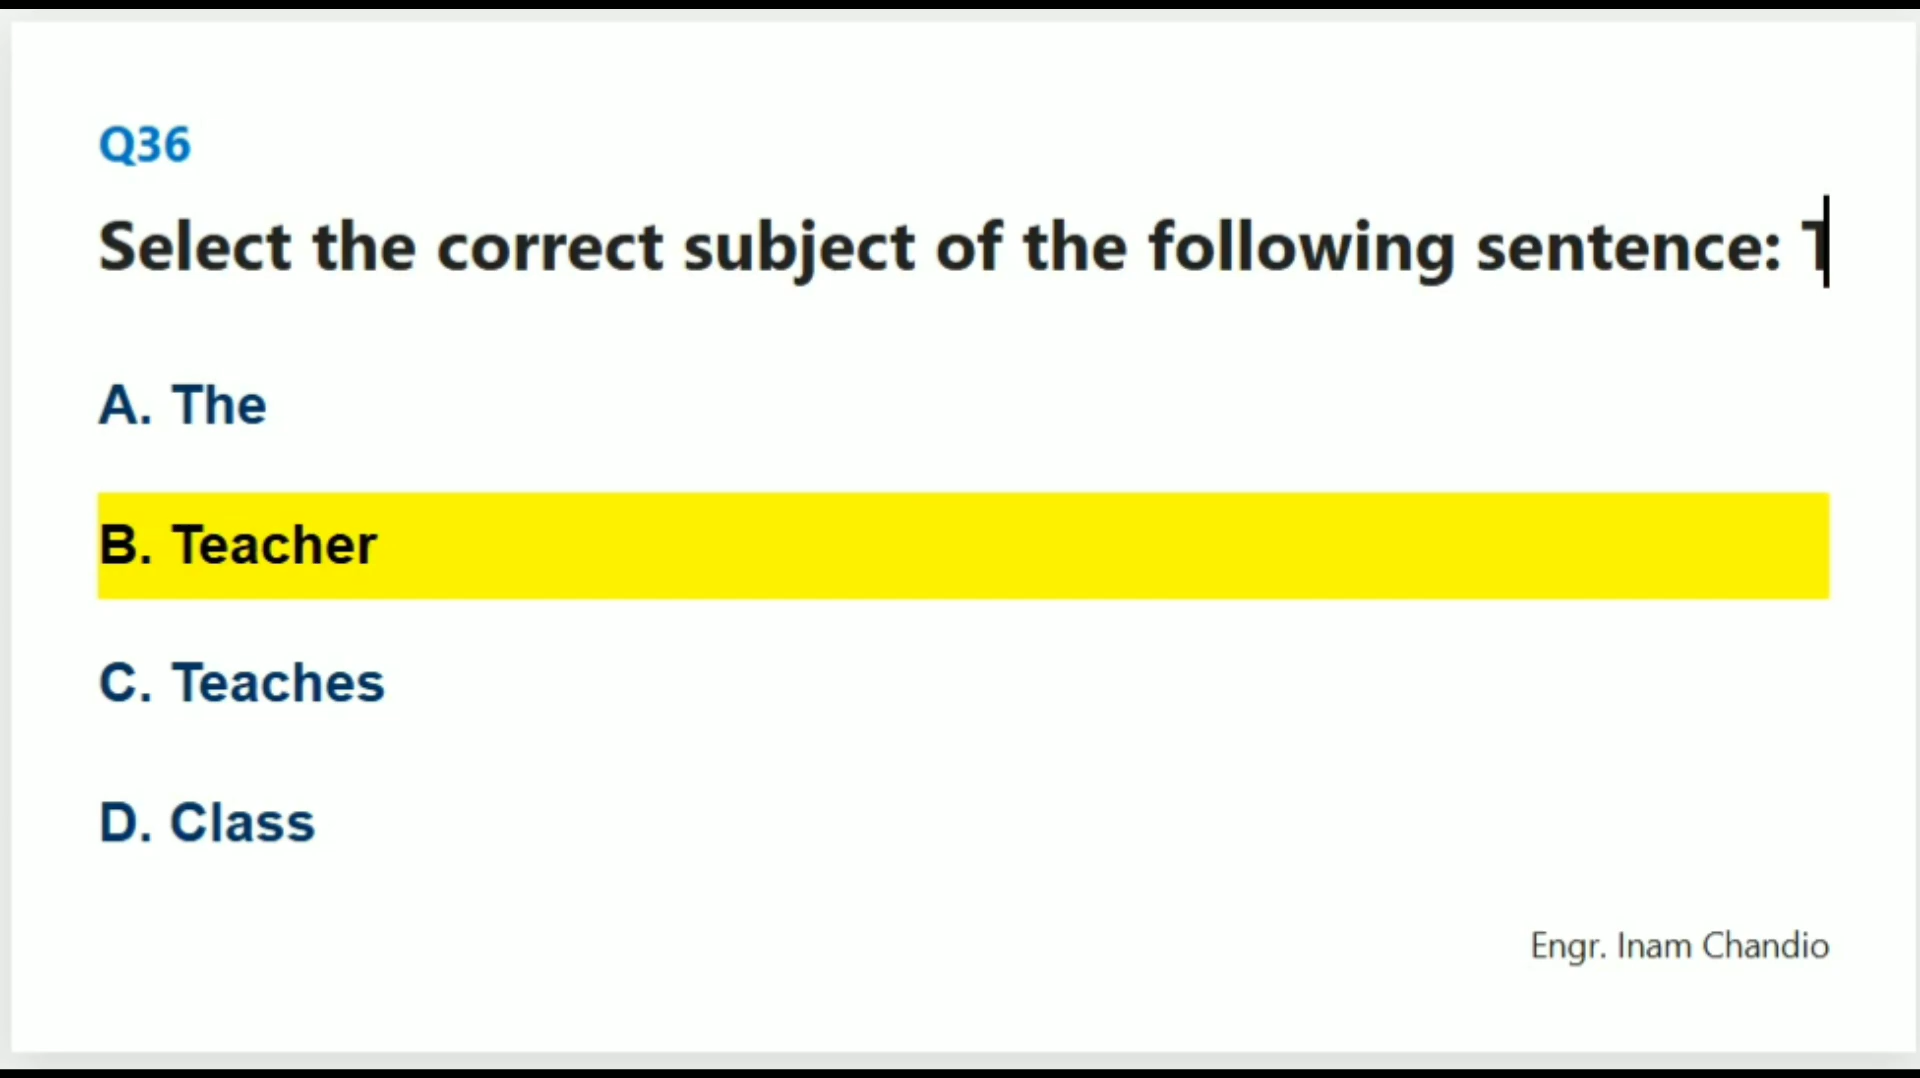 Q36
Select the correct subject of the following sentence: T
A. The
B. Teacher
C. Teaches
D. Class
Engr. Inam Chandio